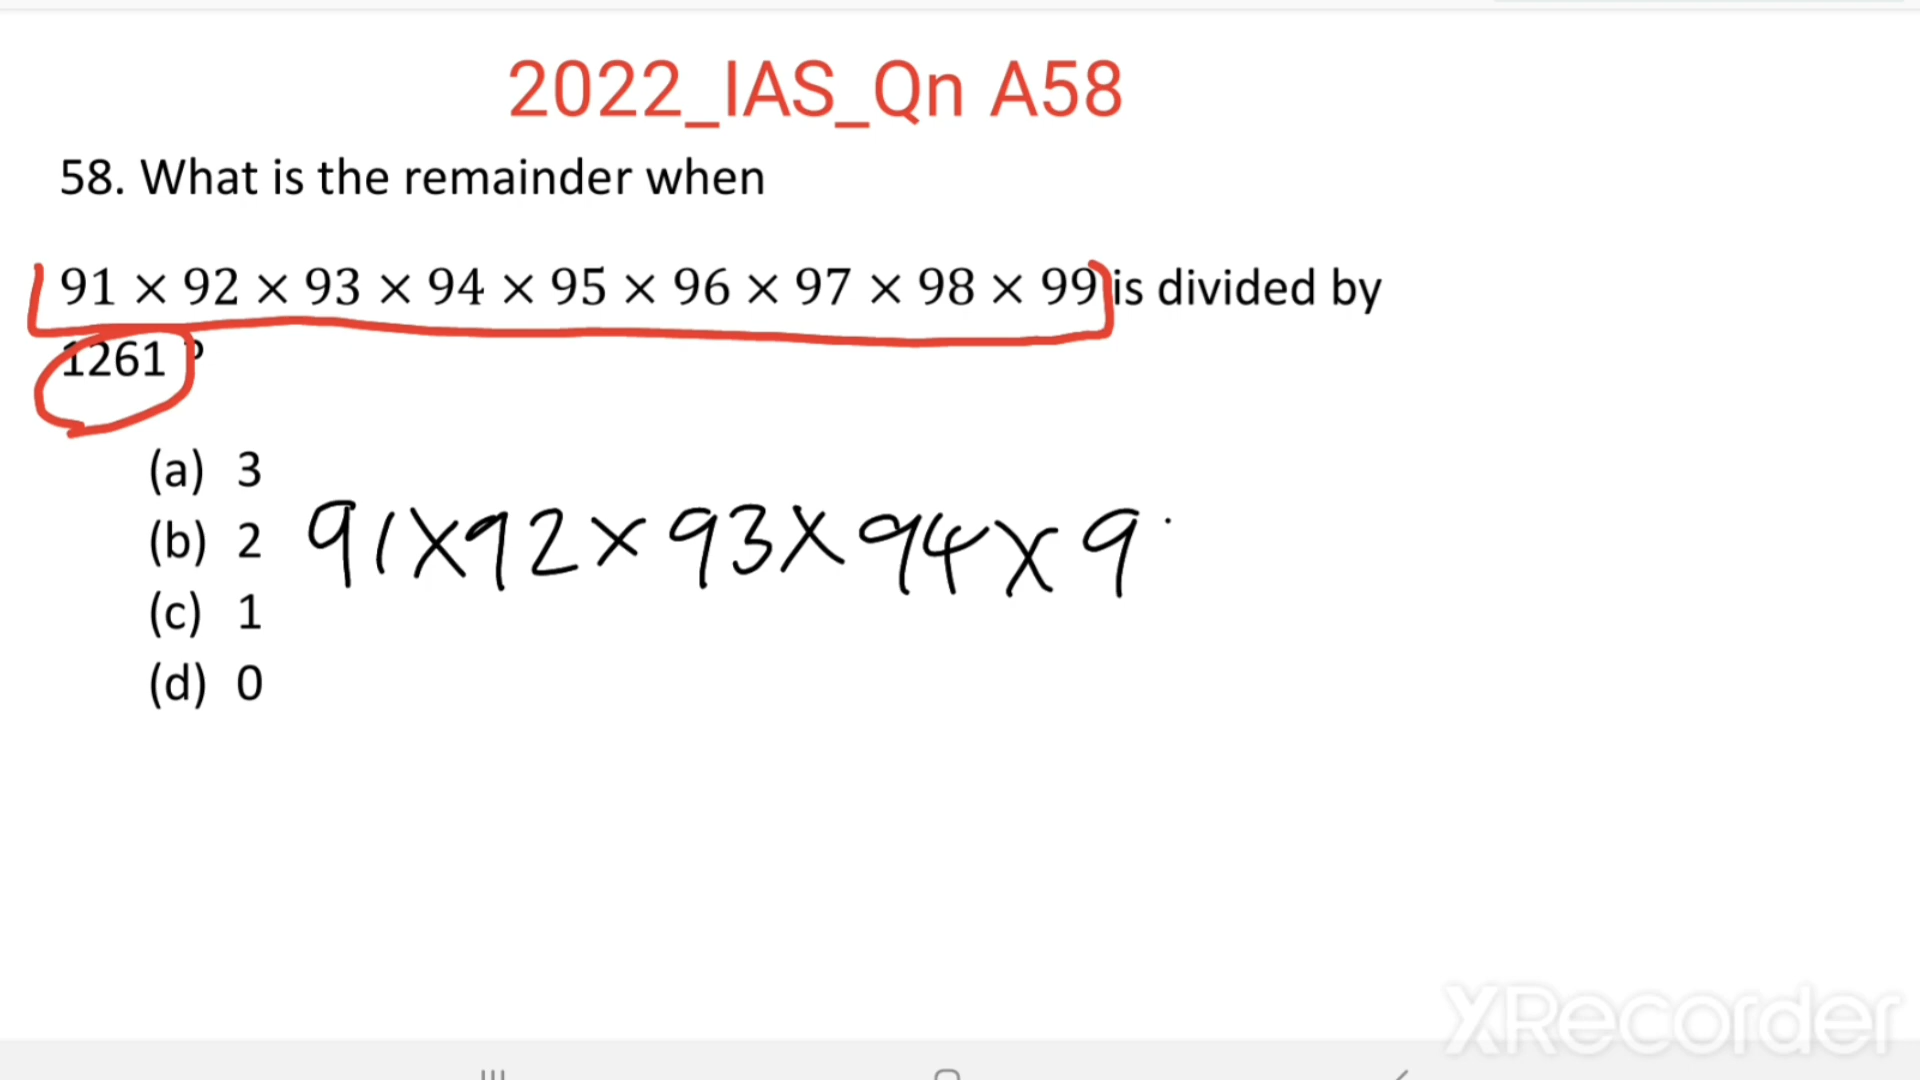 2022_IAS_Qn A58
58. What is the remainder when
91 × 92 × 93 × 94 × 95 × 96 × 97 × 98 × 99 is divided by
1261 ?
(a) 3
(b) 2
91×92×93×94×9
(c) 1
(d) 0
XRecorder